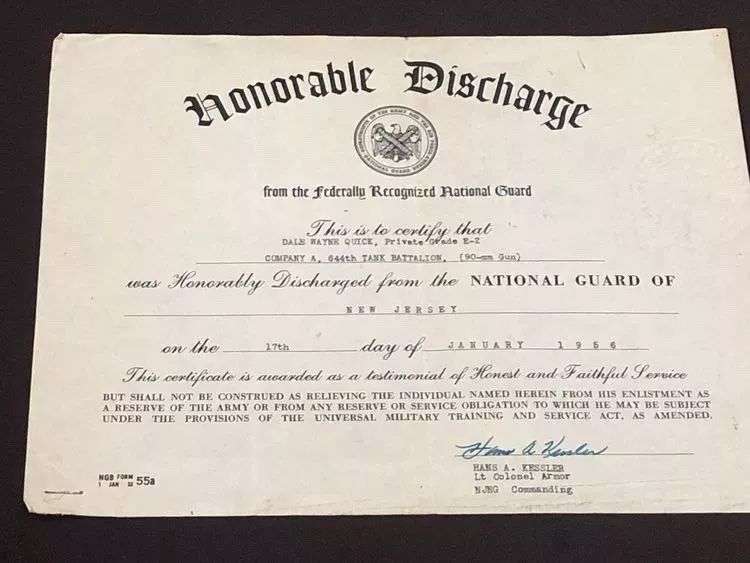 Honorable Discharge
from the Federally Recognized National Guard
This is to certify that
DALE WAYNE QUICK, Private Grade E-2
COMPANY A, 644th TANK BATTALION, (90-mm Gun)
was Honorably Discharged from the NATIONAL GUARD OF
NEW JERSEY
on the 17th day of JANUARY 1956
This certificate is awarded as a testimonial of Honest and Faithful Service
BUT SHALL NOT BE CONSTRUED AS RELIEVING THE INDIVIDUAL NAMED HEREIN FROM HIS ENLISTMENT AS
A RESERVE OF THE ARMY OR FROM ANY RESERVE OR SERVICE OBLIGATION TO WHICH HE MAY BE SUBJECT
UNDER THE PROVISIONS OF THE UNIVERSAL MILITARY TRAINING AND SERVICE ACT, AS AMENDED.
Hans A Kessler
HANS A. KESSLER
Lt Colonel Armor
NJNG Commanding
NGB FORM 55a
1 JAN